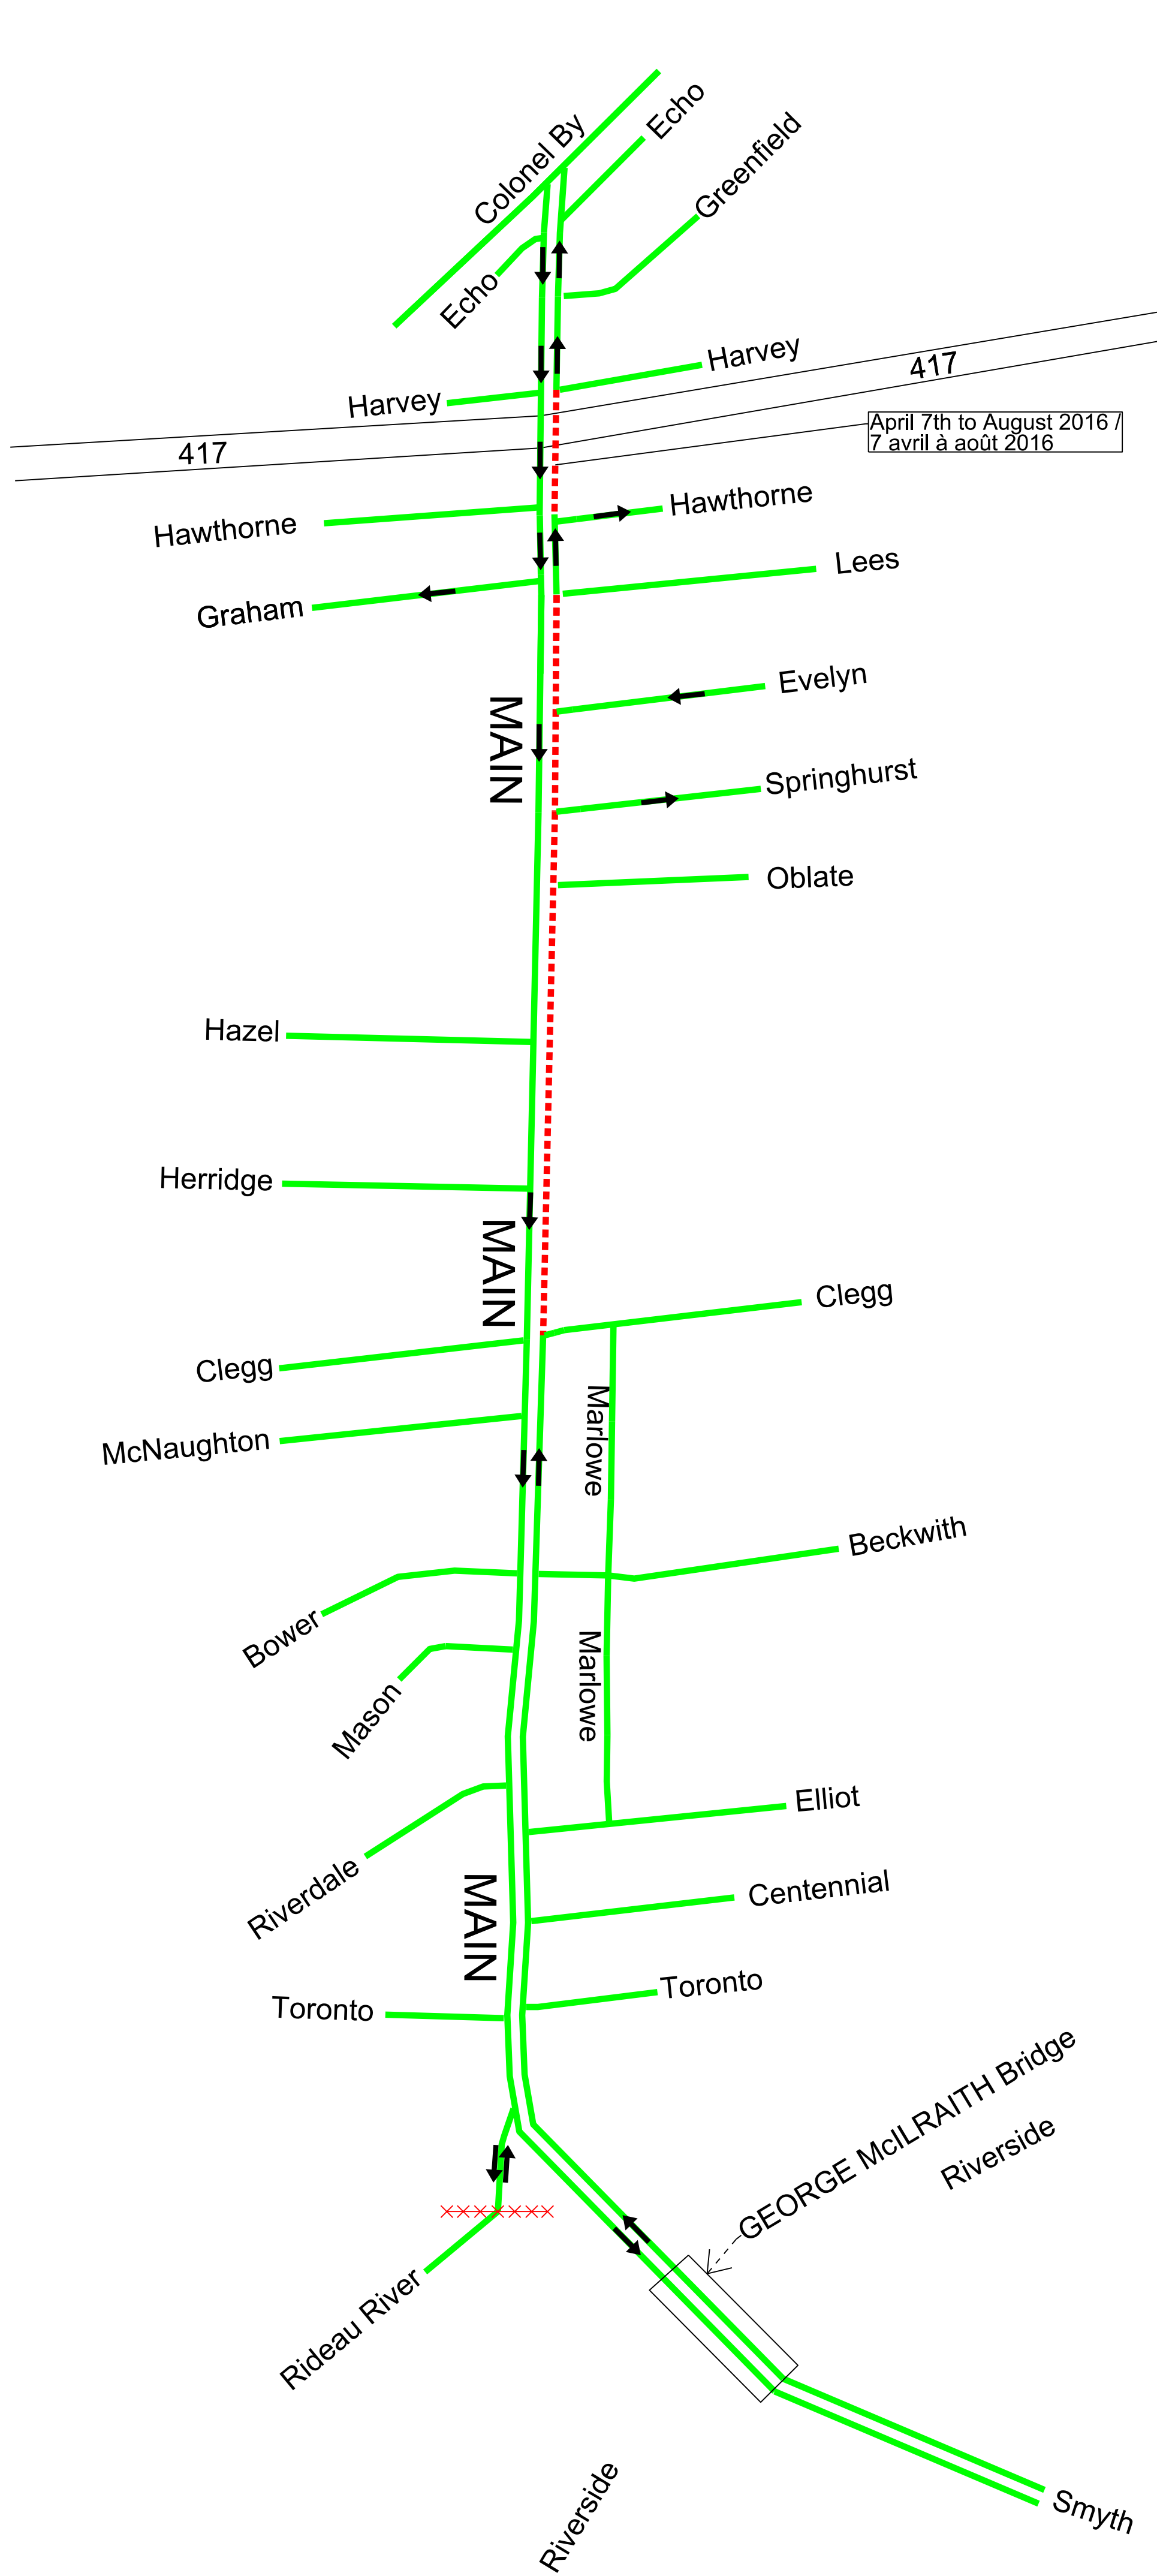 Colonel By
Echo
Greenfield
Echo
Harvey
Harvey
417
417
April 7th to August 2016 /
7 avril à août 2016
Hawthorne
Hawthorne
Lees
Graham
Evelyn
MAIN
Springhurst
Oblate
Hazel
Herridge
MAIN
Clegg
Clegg
Marlowe
McNaughton
Beckwith
Bower
Marlowe
Mason
Elliot
Riverdale
Centennial
MAIN
Toronto
Toronto
GEORGE McILRAITH Bridge
Riverside
Rideau River
Riverside
Smyth